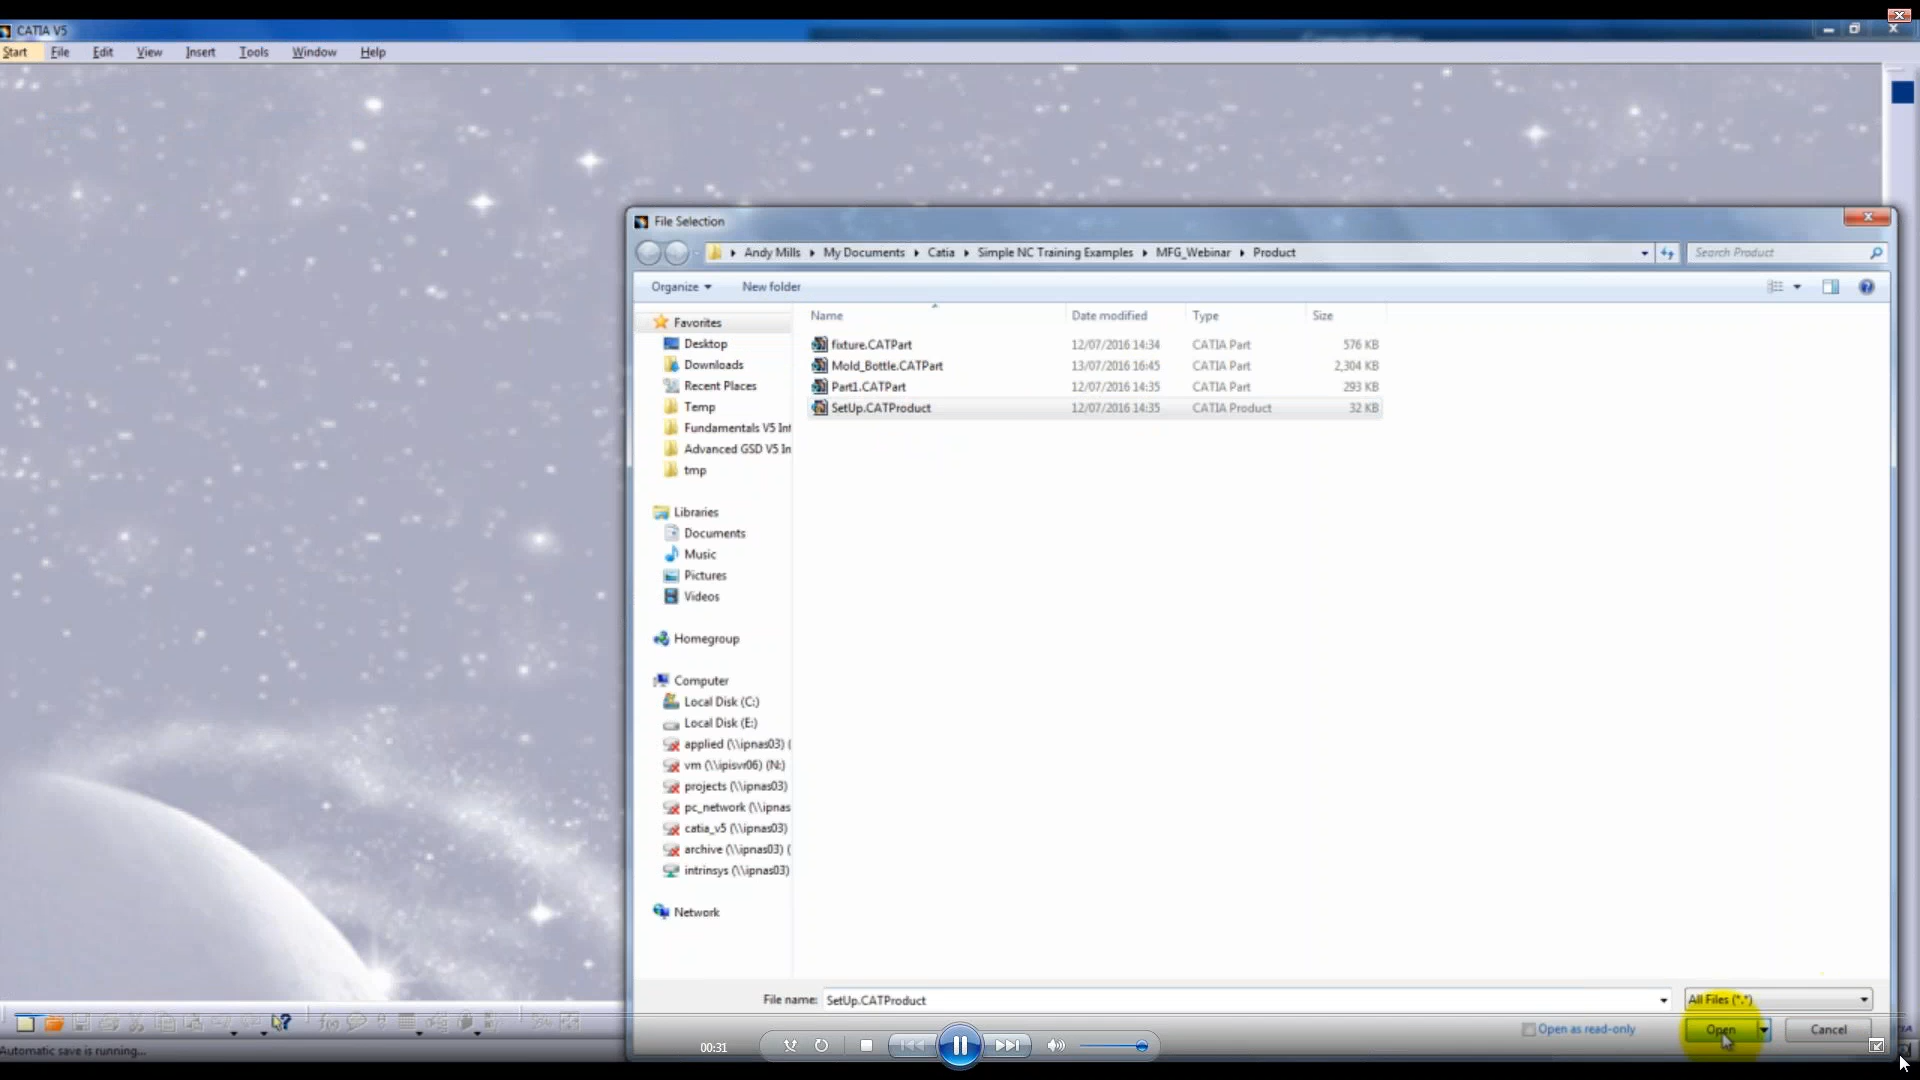 CATIA V5
Start File Edit View Insert Tools Window Help
File Selection
Andy Mills My Documents Catia Simple NC Training Examples MFG_Webinar Product
Search Product
Organize New folder
Name Date modified Type Size
Favorites
Desktop
Downloads
Recent Places
Temp
Fundamentals V5 Int
Advanced GSD V5 In
tmp
Libraries
Documents
Music
Pictures
Videos
Homegroup
Computer
Local Disk (C:)
Local Disk (E:)
applied (\\ipnas03) (
vm (\\ipisvr06) (N:)
projects (\\ipnas03)
pc_network (\\ipnas
catia_v5 (\\ipnas03)
archive (\\ipnas03) (
intrinsys (\\ipnas03)
Network
fixture.CATPart 12/07/2016 14:34 CATIA Part 576 KB
Mold_Bottle.CATPart 13/07/2016 16:45 CATIA Part 2,304 KB
Part1.CATPart 12/07/2016 14:35 CATIA Part 293 KB
SetUp.CATProduct 12/07/2016 14:35 CATIA Product 32 KB
File name: SetUp.CATProduct All Files (*.*)
Open as read-only Open Cancel
Automatic save is running...
00:31